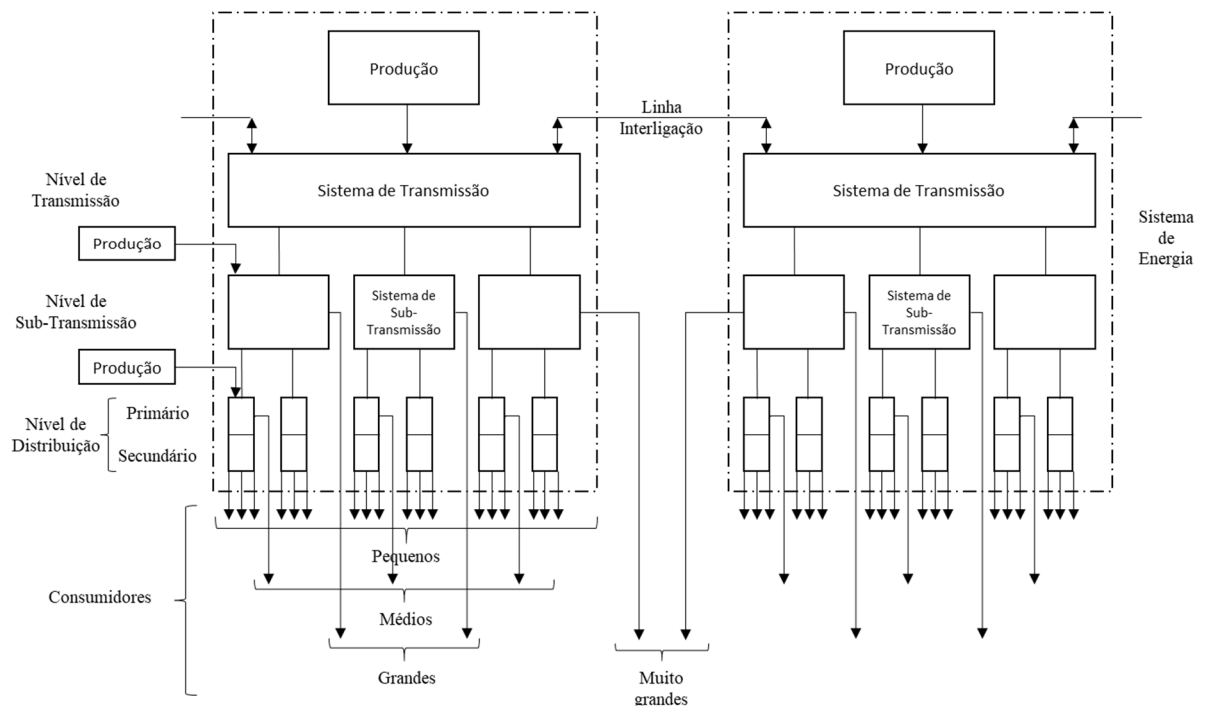 Produção
Produção
Linha
Interligação
Sistema de Transmissão
Sistema de Transmissão
Nível de
Transmissão
Produção
Sistema
de
Energia
Nível de
Sub-Transmissão
Sistema de
Sub-
Transmissão
Sistema de
Sub-
Transmissão
Produção
Nível de
Distribuição
Primário
Secundário
Pequenos
Consumidores
Médios
Grandes
Muito
grandes